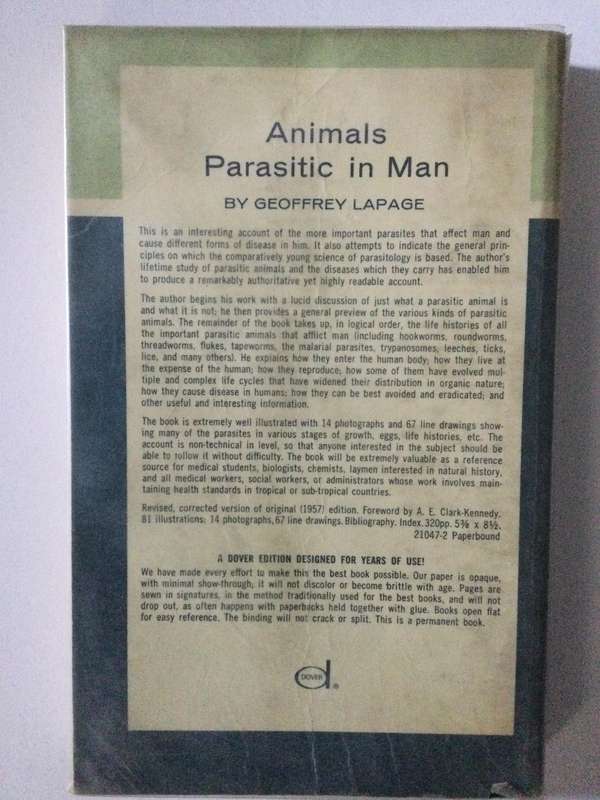 Animals
Parasitic in Man
BY GEOFFREY LAPAGE
This is an interesting account of the more important parasites that affect man and
cause different forms of disease in him. It also attempts to indicate the general prin-
ciples on which the comparatively young science of parasitology is based. The author's
lifetime study of parasitic animals and the diseases which they carry has enabled him
to produce a remarkably authoritative yet highly readable account.
The author begins his work with a lucid discussion of just what a parasitic animal is
and what it is not; he then provides a general preview of the various kinds of parasitic
animals. The remainder of the book takes up, in logical order, the life histories of all
the important parasitic animals that afflict man (including hookworms, roundworms,
threadworms, flukes, tapeworms, the malarial parasites, trypanosomes, leeches, ticks,
lice, and many others). He explains how they enter the human body; how they live at
the expense of the human; how they reproduce; how some of them have evolved mul-
tiple and complex life cycles that have widened their distribution in organic nature;
how they cause disease in humans; how they can be best avoided and eradicated; and
other useful and interesting information.
The book is extremely well illustrated with 14 photographs and 67 line drawings show-
ing many of the parasites in various stages of growth, eggs, life histories, etc. The
account is non-technical in level, so that anyone interested in the subject should be
able to follow it without difficulty. The book will be extremely valuable as a reference
source for medical students, biologists, chemists, laymen interested in natural history,
and all medical workers, social workers, or administrators whose work involves main-
taining health standards in tropical or sub-tropical countries.
Revised, corrected version of original (1957) edition. Foreword by A. E. Clark-Kennedy.
81 illustrations; 14 photographs, 67 line drawings. Bibliography. Index. 320pp. 5⅜ x 8½.
21047-2 Paperbound
A DOVER EDITION DESIGNED FOR YEARS OF USE!
We have made every effort to make this the best book possible. Our paper is opaque,
with minimal show-through; it will not discolor or become brittle with age. Pages are
sewn in signatures, in the method traditionally used for the best books, and will not
drop out, as often happens with paperbacks held together with glue. Books open flat
for easy reference. The binding will not crack or split. This is a permanent book.
DOVER
®